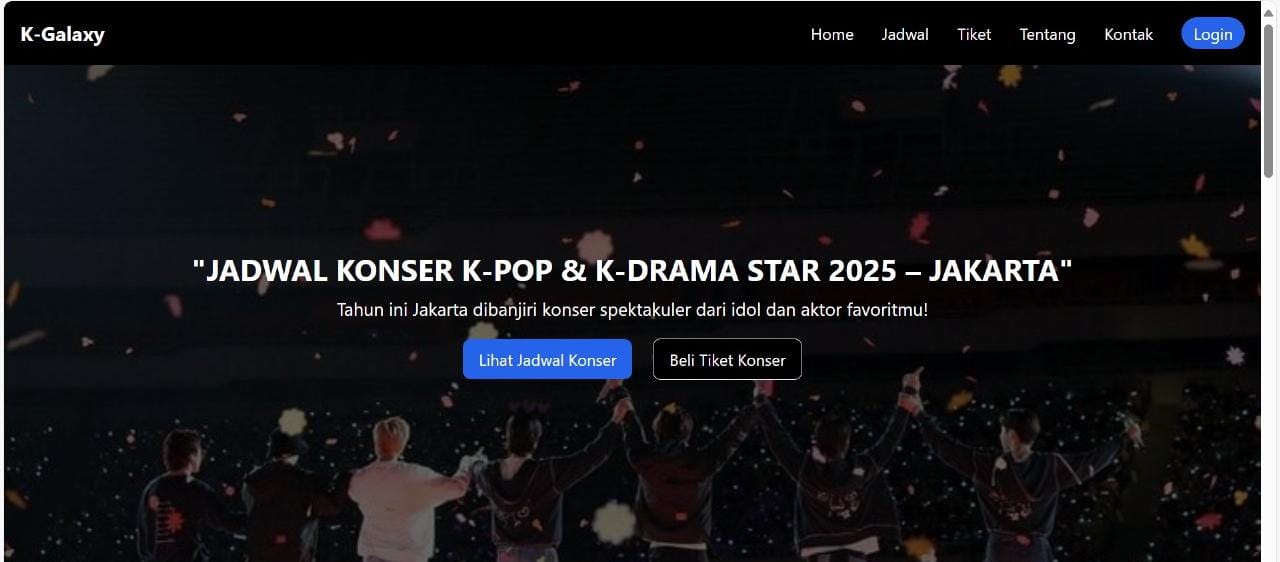 K-Galaxy
Home Jadwal Tiket Tentang Kontak Login
"JADWAL KONSER K-POP & K-DRAMA STAR 2025 – JAKARTA"
Tahun ini Jakarta dibanjiri konser spektakuler dari idol dan aktor favoritmu!
Lihat Jadwal Konser Beli Tiket Konser